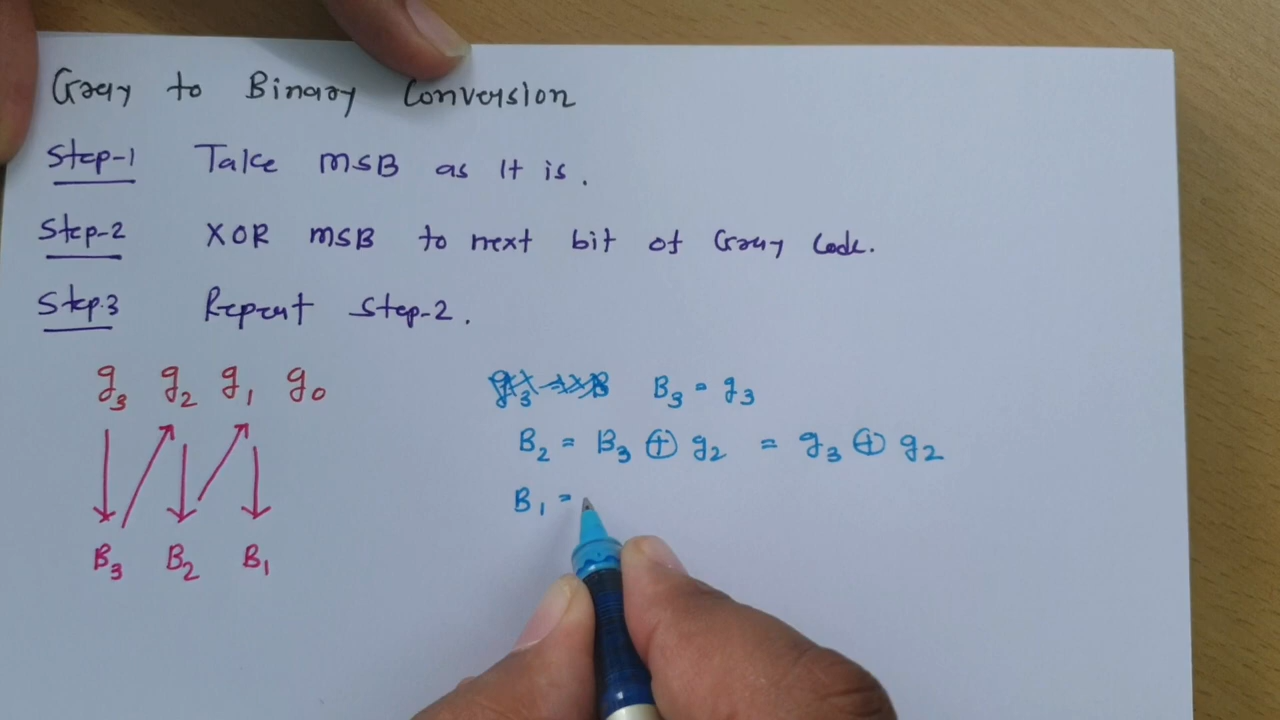 Gray to Binary Conversion
Step-1 Take MSB as It is.
Step-2 XOR MSB to next bit of Gray Code.
Step.3 Repeat Step-2.
g₃ g₂ g₁ g₀
B₃ B₂ B₁
B₃ = g₃
B₂ = B₃ ⊕ g₂ = g₃ ⊕ g₂
B₁ =